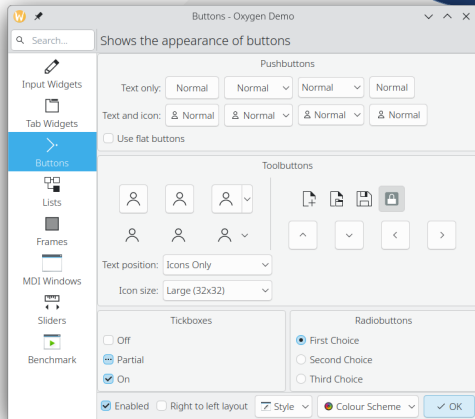 Buttons - Oxygen Demo
Search...
Shows the appearance of buttons
Input Widgets
Tab Widgets
Buttons
Lists
Frames
MDI Windows
Sliders
Benchmark
Pushbuttons
Text only: Normal Normal Normal Normal
Text and icon: Normal Normal Normal Normal
Use flat buttons
Toolbuttons
Text position: Icons Only
Icon size: Large (32x32)
Tickboxes
Off
Partial
On
Radiobuttons
First Choice
Second Choice
Third Choice
Enabled Right to left layout Style Colour Scheme OK